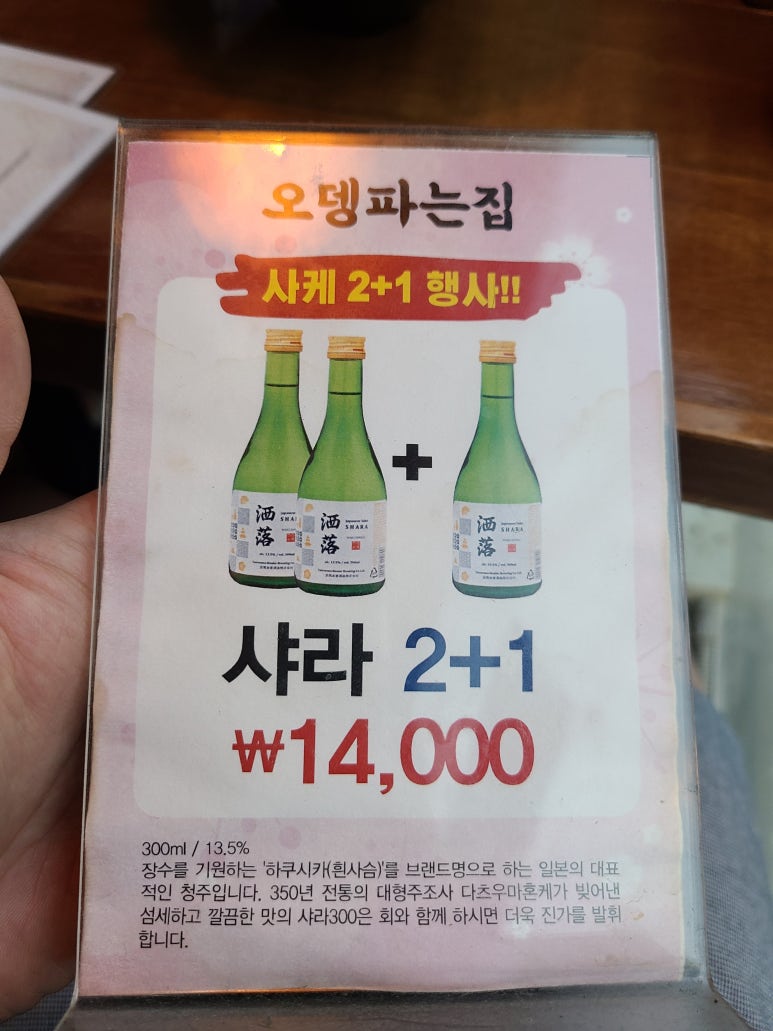 오뎅파는집
사케 2+1 행사!!
洒落
SHARA
洒落
SHARA
+
洒落
SHARA
샤라 2+1
₩14,000
300ml / 13.5%
장수를 기원하는 '하쿠시카(흰사슴)'를 브랜드명으로 하는 일본의 대표
적인 청주입니다. 350년 전통의 대형주조사 다츠우마혼케가 빚어낸
섬세하고 깔끔한 맛의 샤라300은 회와 함께 하시면 더욱 진가를 발휘
합니다.